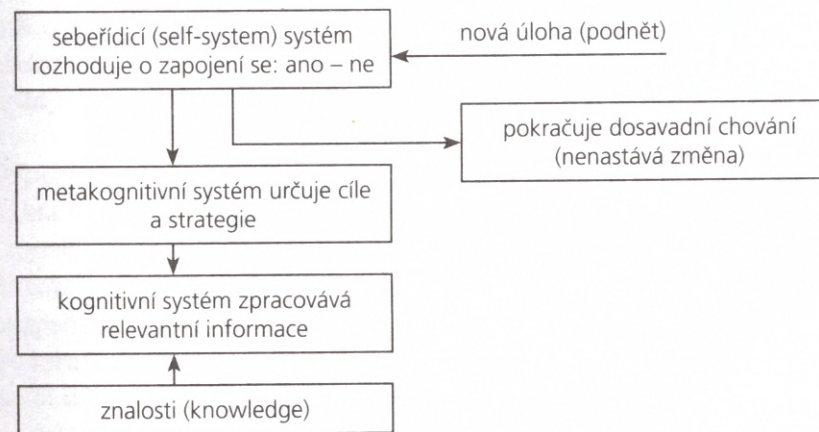 sebeřídicí (self-system) systém
rozhoduje o zapojení se: ano – ne
nová úloha (podnět)
pokračuje dosavadní chování
(nenastává změna)
metakognitivní systém určuje cíle
a strategie
kognitivní systém zpracovává
relevantní informace
znalosti (knowledge)